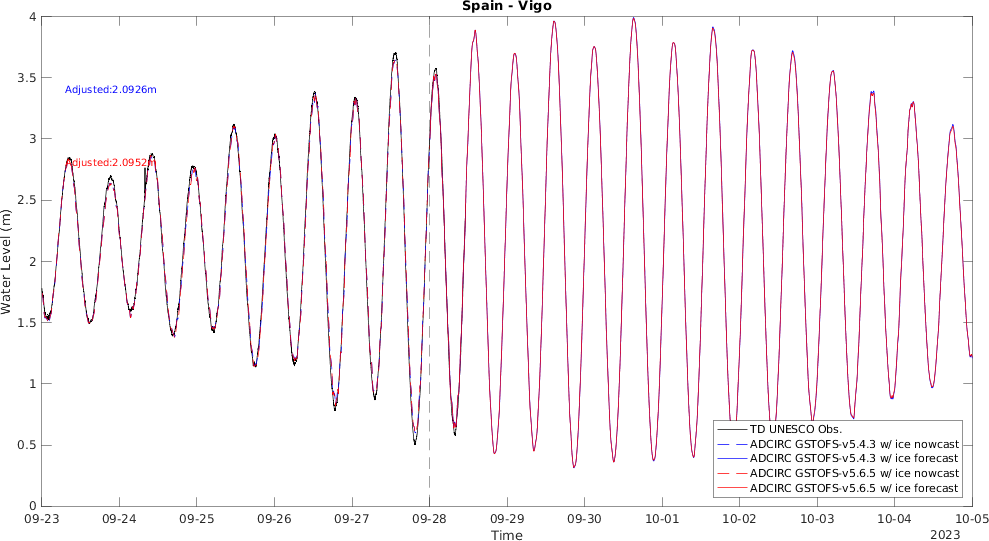 Spain - Vigo
4
3.5
3
2.5
2
1.5
1
0.5
0
Water Level (m)
Adjusted:2.0926m
Adjusted:2.0952m
TD UNESCO Obs.
ADCIRC GSTOFS-v5.4.3 w/ ice nowcast
ADCIRC GSTOFS-v5.4.3 w/ ice forecast
ADCIRC GSTOFS-v5.6.5 w/ ice nowcast
ADCIRC GSTOFS-v5.6.5 w/ ice forecast
09-23 09-24 09-25 09-26 09-27 09-28 09-29 09-30 10-01 10-02 10-03 10-04 10-05
Time
2023